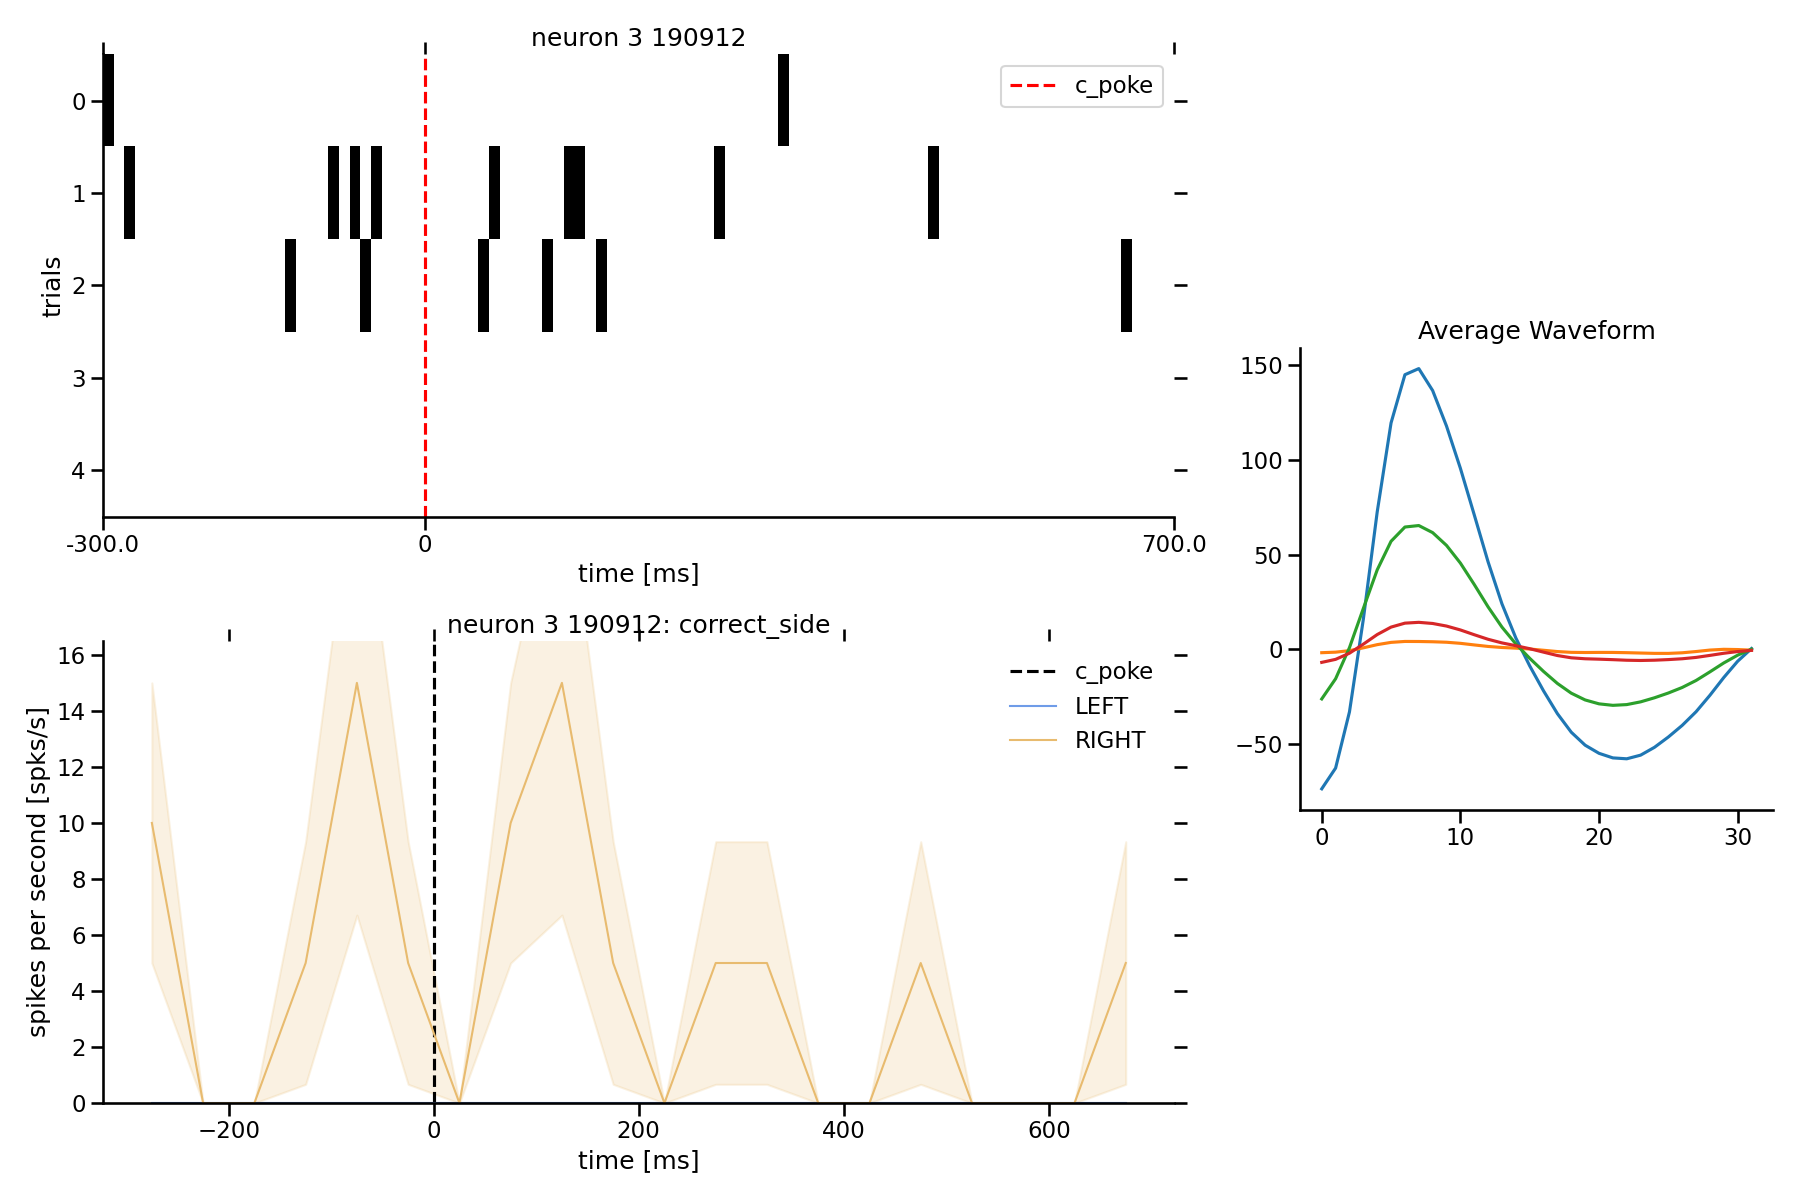 neuron 3 190912
c_poke
0
1
2
3
4
trials
-300.0
0
700.0
time [ms]
neuron 3 190912: correct_side
c_poke
LEFT
RIGHT
16
14
12
10
8
6
4
2
0
spikes per second [spks/s]
−200
0
200
400
600
time [ms]
Average Waveform
150
100
50
0
−50
0
10
20
30